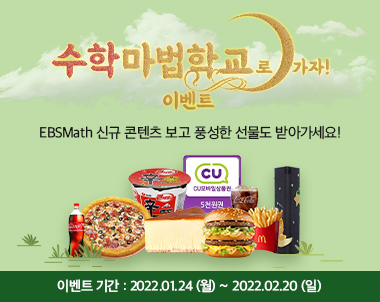 수학마법학교로 가자!
이벤트
EBSMath 신규 콘텐츠 보고 풍성한 선물도 받아가세요!
CU
CU모바일상품권
5천원권
이벤트 기간 : 2022.01.24 (월) ~ 2022.02.20 (일)